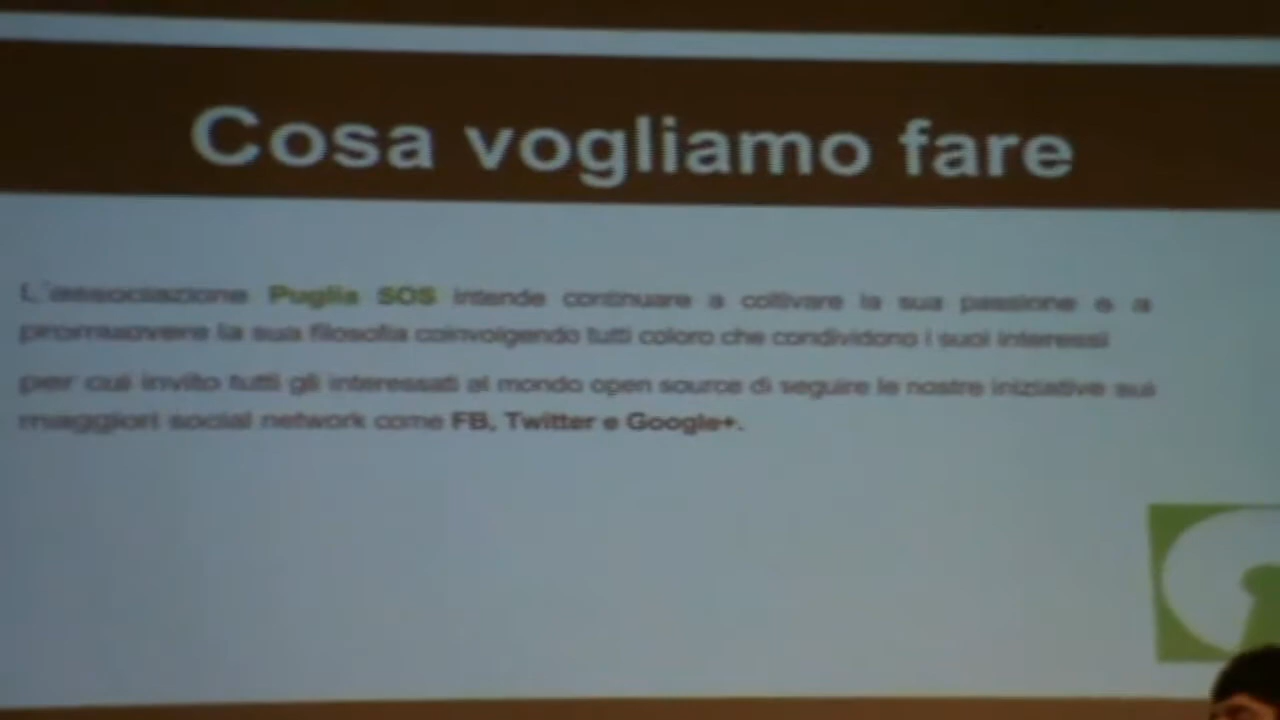 Cosa vogliamo fare
L'associazione Puglia SOS intende continuare a coltivare la sua passione e a
promuovere la sua filosofia coinvolgendo tutti coloro che condividono i suoi interessi
per cui invito tutti gli interessati al mondo open source di seguire le nostre iniziative sui
maggiori social network come FB, Twitter e Google+.